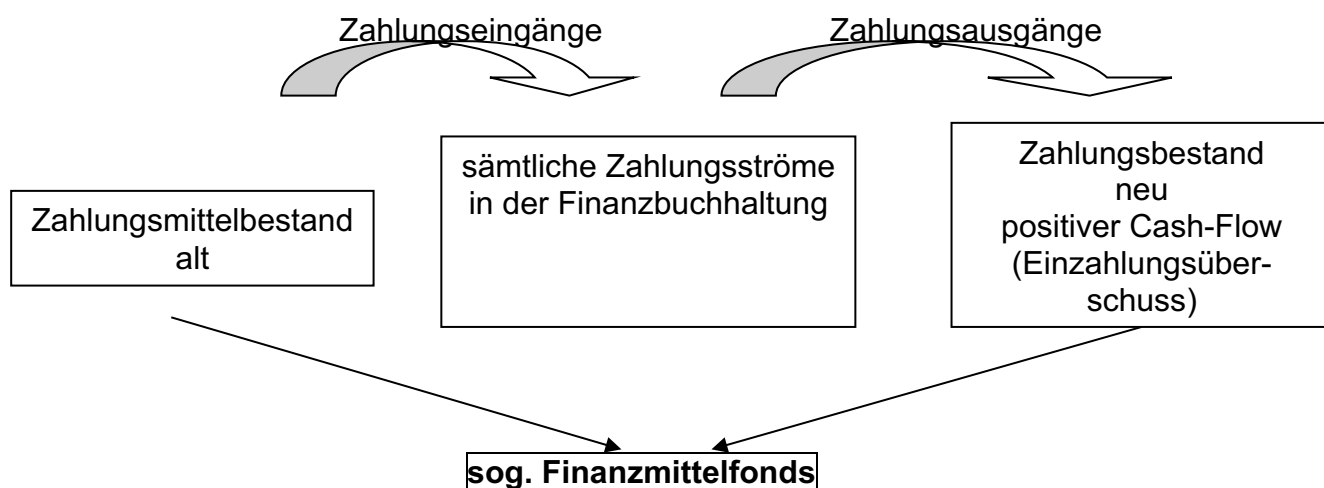 Zahlungseingänge
Zahlungsausgänge
Zahlungsmittelbestand
alt
sämtliche Zahlungsströme
in der Finanzbuchhaltung
Zahlungsbestand
neu
positiver Cash-Flow
(Einzahlungsüber-
schuss)
sog. Finanzmittelfonds